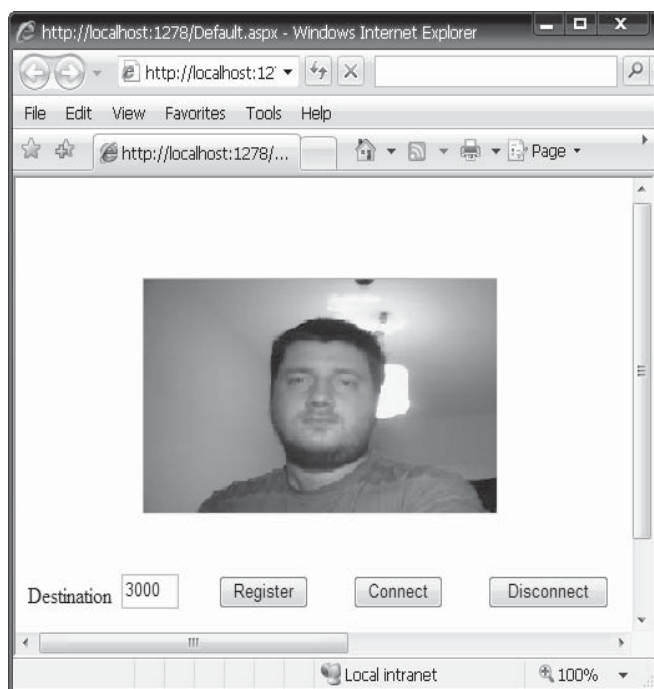 http://localhost:1278/Default.aspx - Windows Internet Explorer
http://localhost:12
File Edit View Favorites Tools Help
http://localhost:1278/... Page
Destination 3000 Register Connect Disconnect
Local intranet 100%